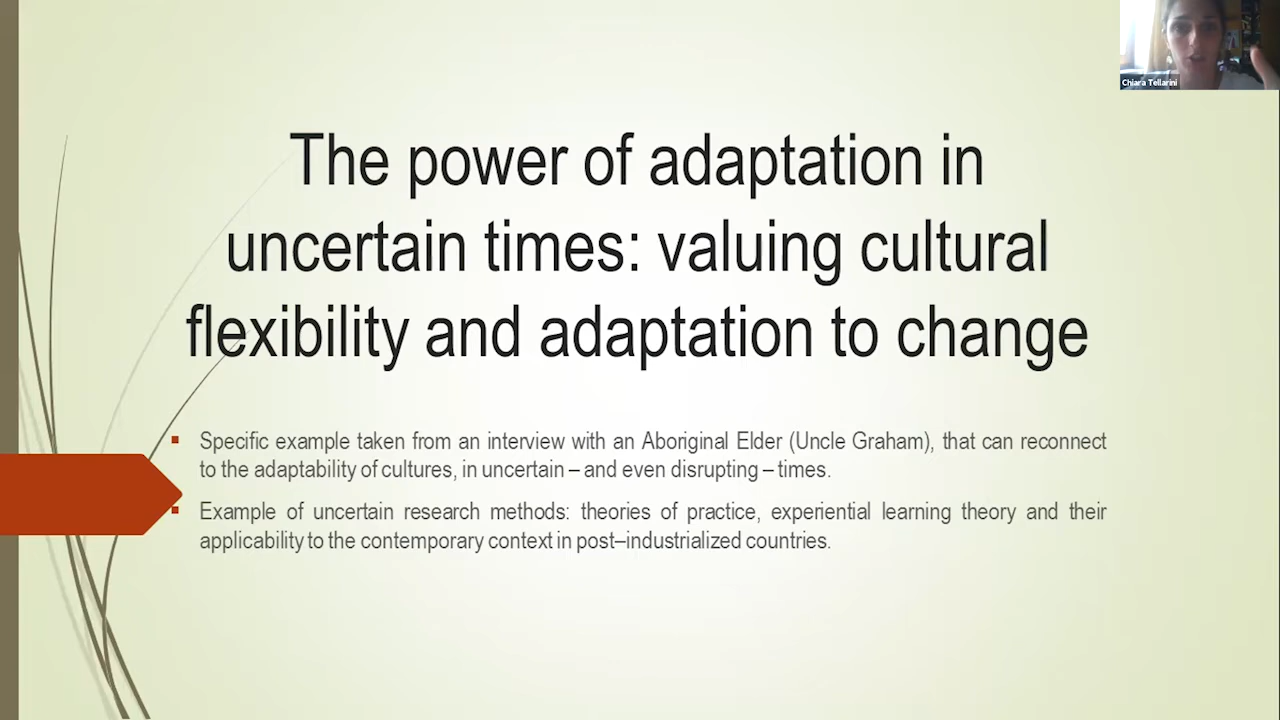 Chiara Tellarini
The power of adaptation in
uncertain times: valuing cultural
flexibility and adaptation to change
▪ Specific example taken from an interview with an Aboriginal Elder (Uncle Graham), that can reconnect
to the adaptability of cultures, in uncertain – and even disrupting – times.
▪ Example of uncertain research methods: theories of practice, experiential learning theory and their
applicability to the contemporary context in post–industrialized countries.